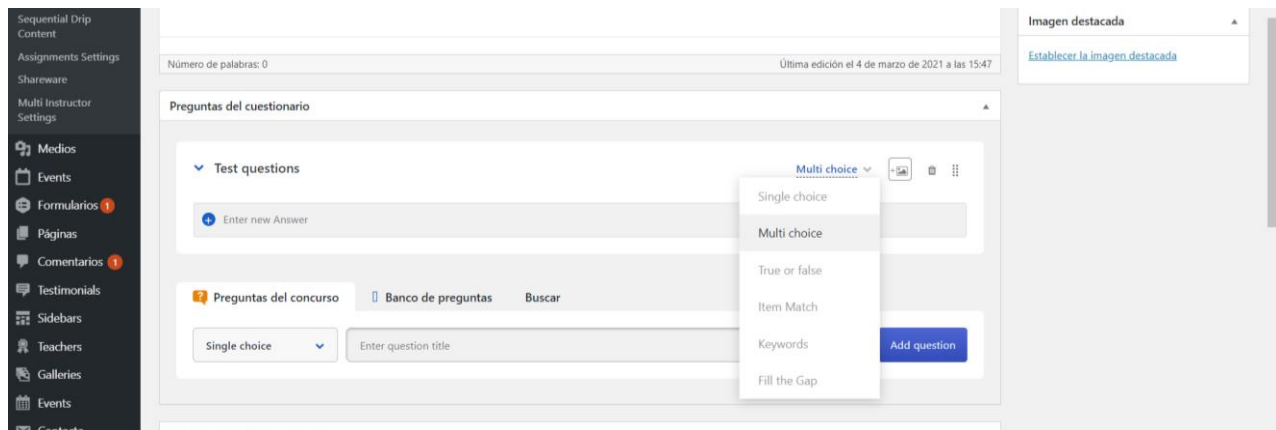 Sequential Drip
Content
Assignments Settings
Shareware
Multi Instructor
Settings
Medios
Events
Formularios 1
Páginas
Comentarios 1
Testimonials
Sidebars
Teachers
Galleries
Events
Número de palabras: 0
Última edición el 4 de marzo de 2021 a las 15:47
Preguntas del cuestionario
Test questions
Multi choice
Enter new Answer
Single choice
Multi choice
True or false
Item Match
Keywords
Fill the Gap
Preguntas del concurso
Banco de preguntas
Buscar
Single choice
Enter question title
Add question
Imagen destacada
Establecer la imagen destacada